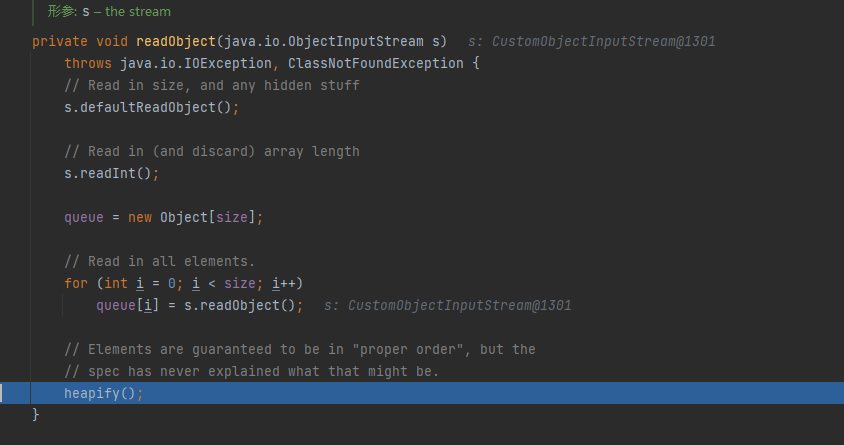 形参: s – the stream
private void readObject(java.io.ObjectInputStream s)   s: CustomObjectInputStream@1301
    throws java.io.IOException, ClassNotFoundException {
    // Read in size, and any hidden stuff
    s.defaultReadObject();
    // Read in (and discard) array length
    s.readInt();
    queue = new Object[size];
    // Read in all elements.
    for (int i = 0; i < size; i++)
        queue[i] = s.readObject();   s: CustomObjectInputStream@1301
    // Elements are guaranteed to be in "proper order", but the
    // spec has never explained what that might be.
    heapify();
}